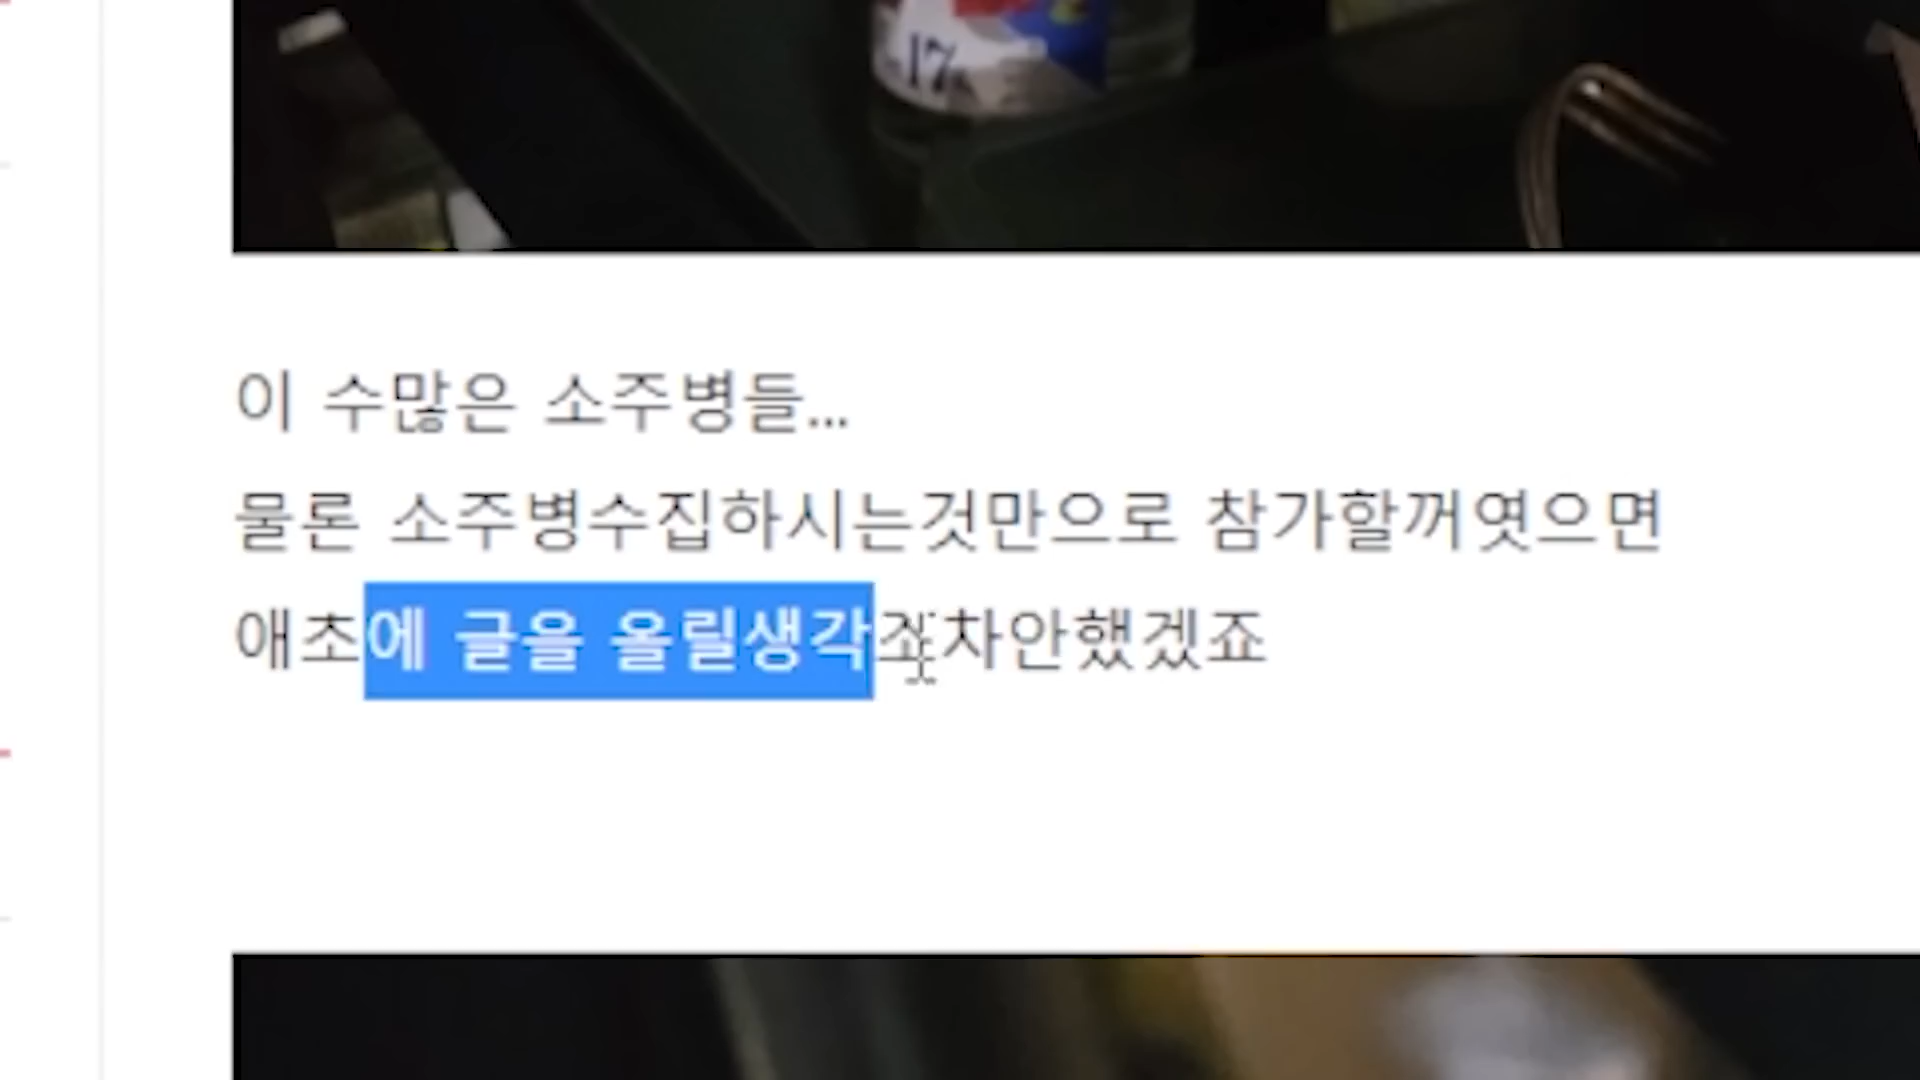 17
이 수많은 소주병들...
물론 소주병수집하시는것만으로 참가할꺼엿으면
애초에 글을 올릴생각조차안했겠죠